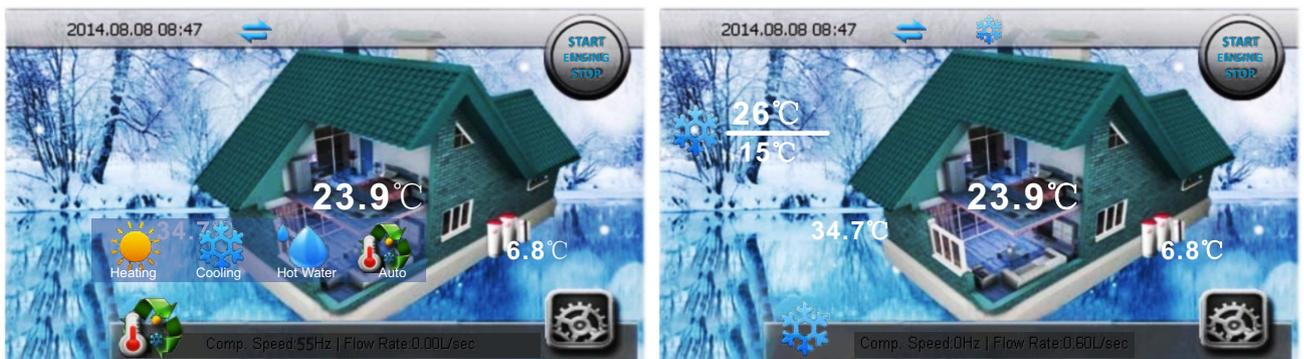 2014.08.08 08:47
START
ENGING
STOP
23.9℃
34.7℃
Heating
Cooling
Hot Water
Auto
6.8℃
Comp. Speed:55Hz | Flow Rate:0.00L/sec
2014.08.08 08:47
START
ENGING
STOP
26℃
15℃
23.9℃
34.7℃
6.8℃
Comp. Speed:0Hz | Flow Rate:0.60L/sec